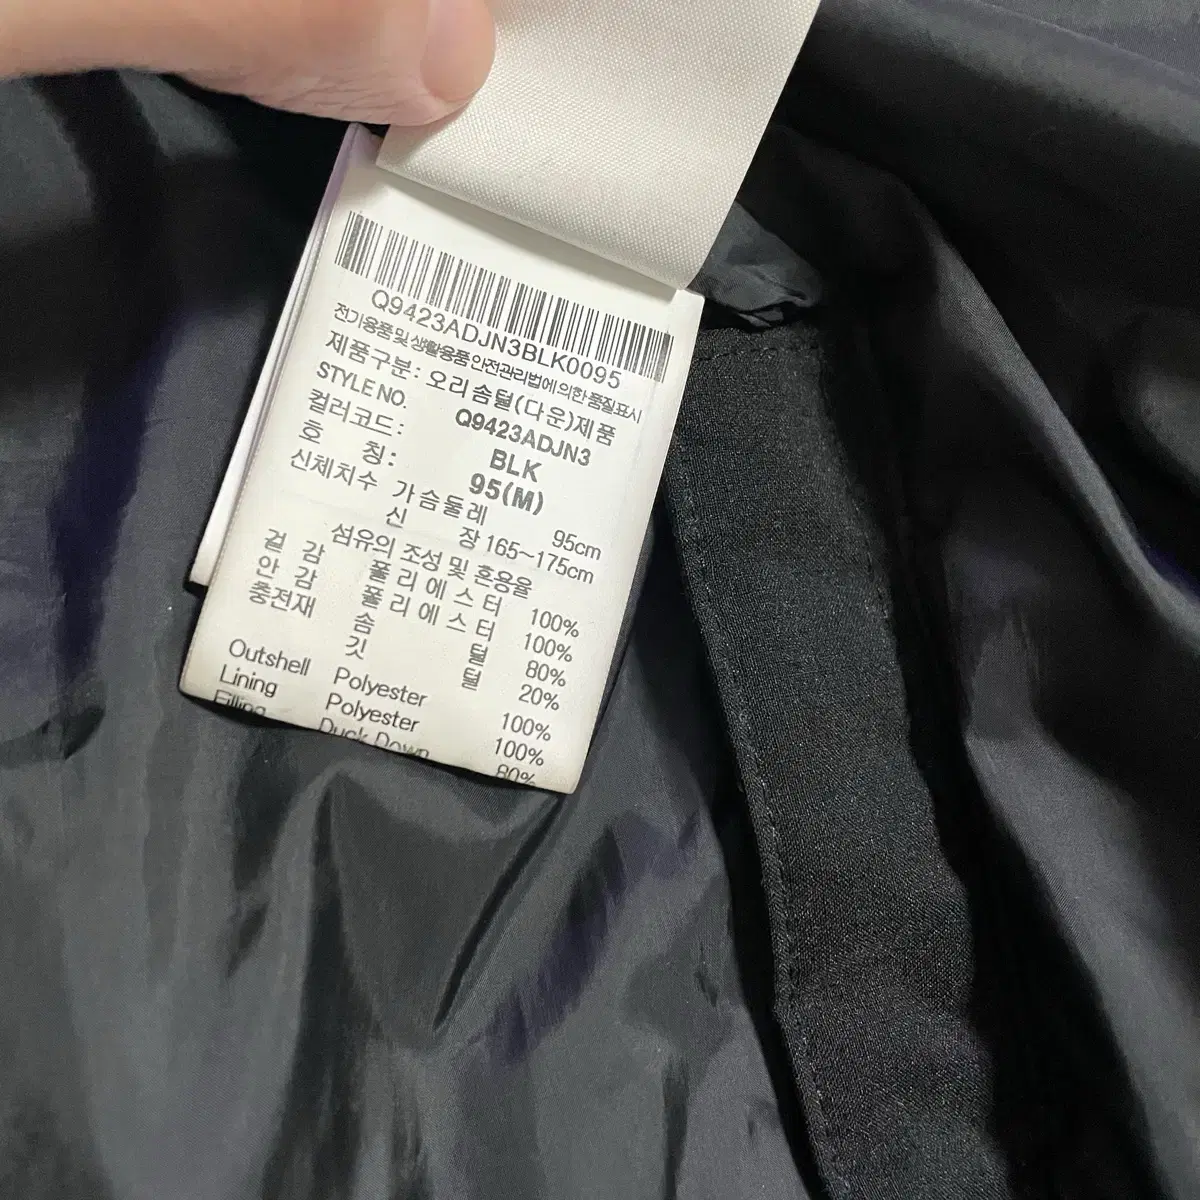 Q9423ADJN3BLK0095
전기용품및 생활용품 안전관리법에 의한 품질표시
제품구분: 오리솜털(다운)제품
STYLE NO. Q9423ADJN3
컬러코드: BLK
호 칭: 95(M)
신체치수 가슴둘레 95cm
신 장 165~175cm
섬유의 조성 및 혼용율
겉 감 폴리에스터 100%
안 감 폴리에스터 100%
충전재 솜 털 80%
깃 털 20%
Outshell Polyester 100%
Lining Polyester 100%
Filling Duck Down 80%